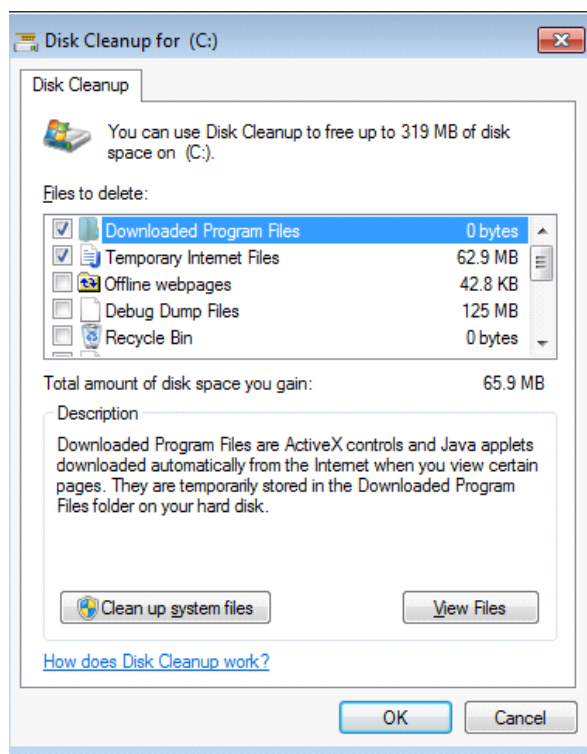 Disk Cleanup for (C:)
Disk Cleanup
You can use Disk Cleanup to free up to 319 MB of disk
space on (C:).
Files to delete:
Downloaded Program Files 0 bytes
Temporary Internet Files 62.9 MB
Offline webpages 42.8 KB
Debug Dump Files 125 MB
Recycle Bin 0 bytes
Total amount of disk space you gain: 65.9 MB
Description
Downloaded Program Files are ActiveX controls and Java applets
downloaded automatically from the Internet when you view certain
pages. They are temporarily stored in the Downloaded Program
Files folder on your hard disk.
Clean up system files View Files
How does Disk Cleanup work?
OK Cancel